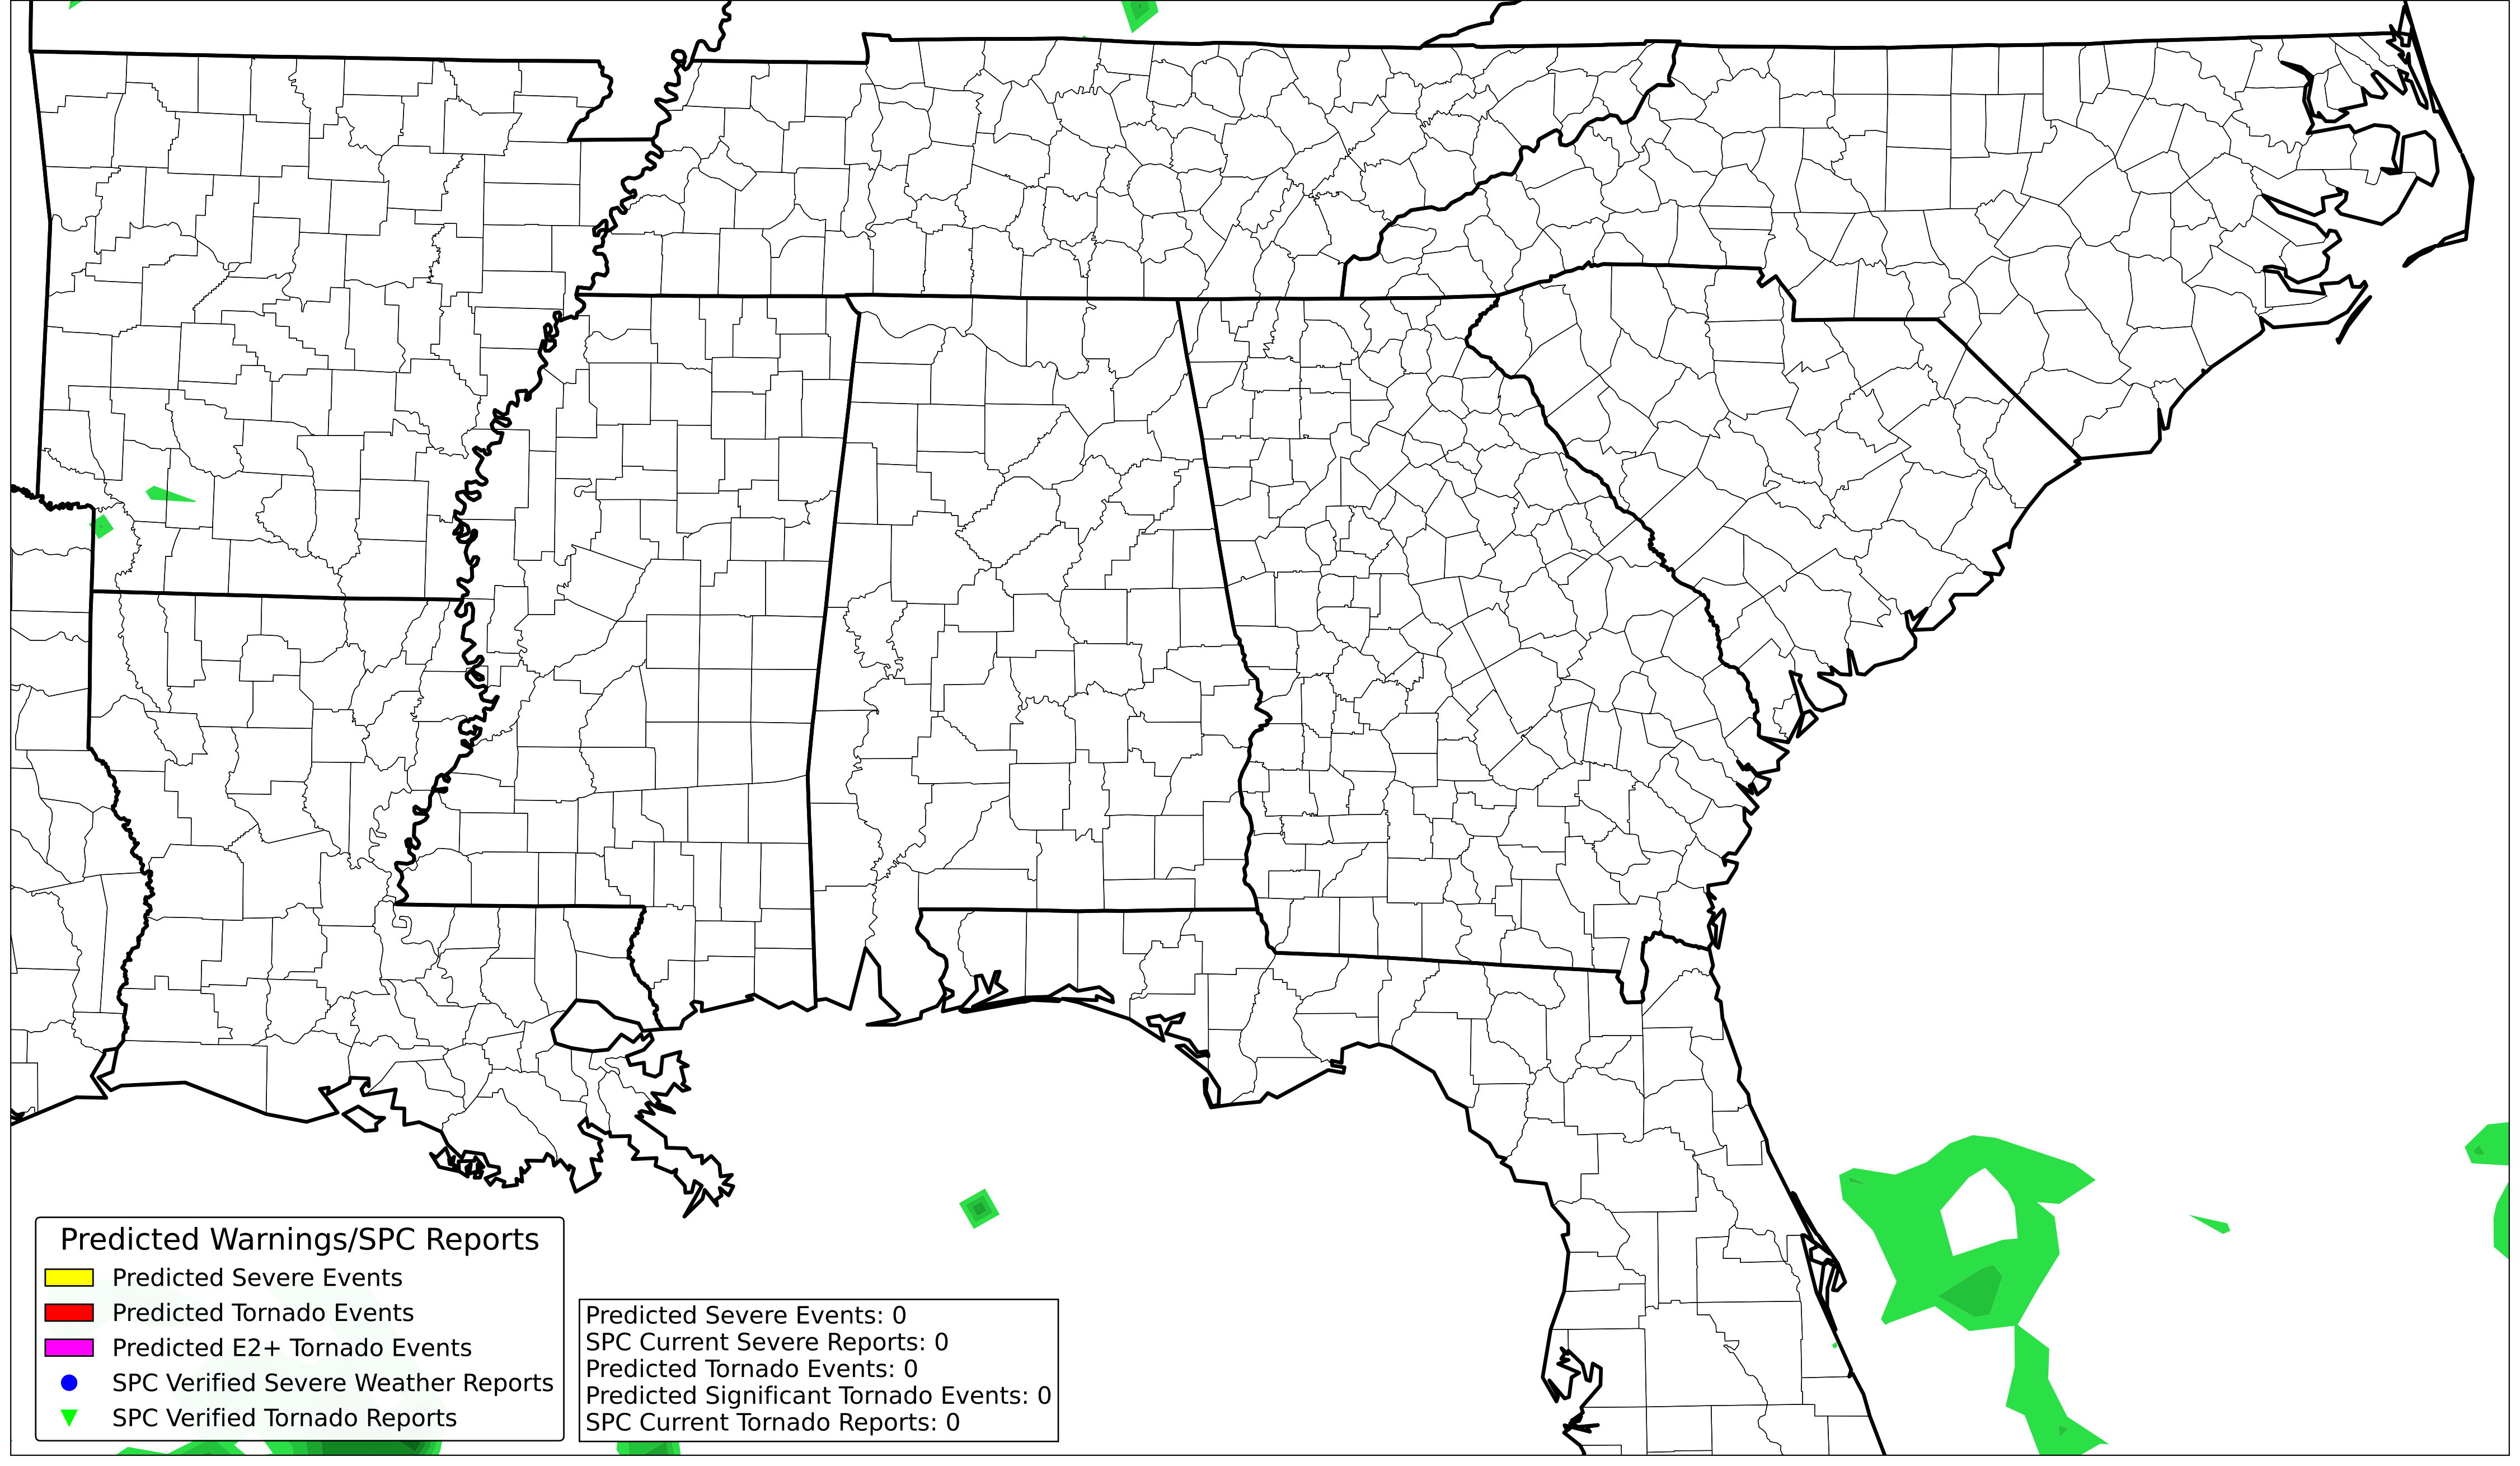 Predicted Warnings/SPC Reports
Predicted Severe Events
Predicted Tornado Events
Predicted E2+ Tornado Events
SPC Verified Severe Weather Reports
SPC Verified Tornado Reports
Predicted Severe Events: 0
SPC Current Severe Reports: 0
Predicted Tornado Events: 0
Predicted Significant Tornado Events: 0
SPC Current Tornado Reports: 0